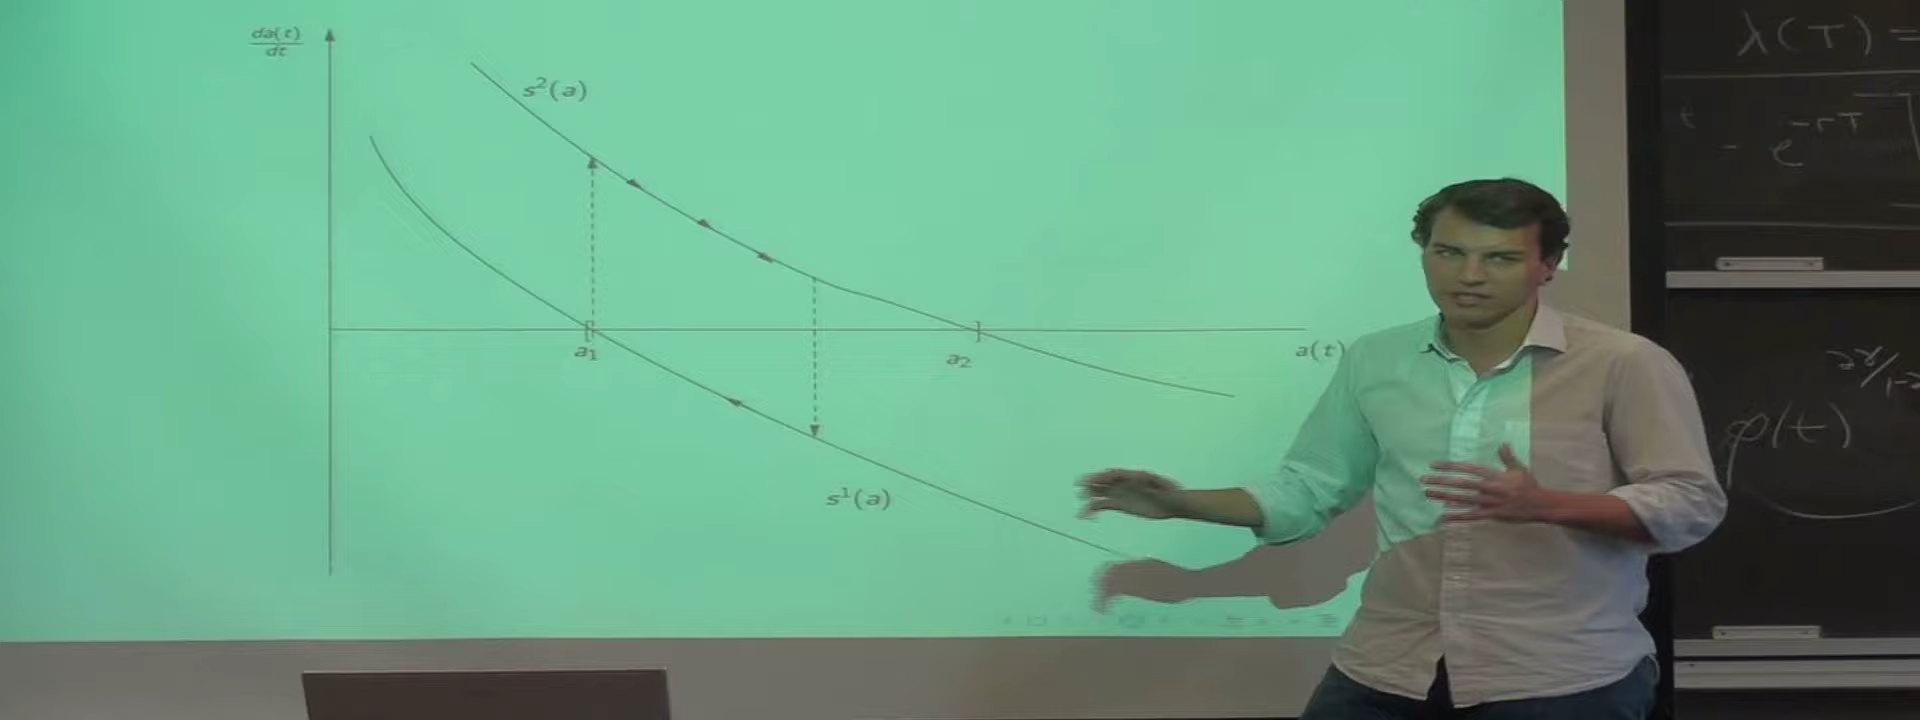 da(t)
dt
s²(a)
a₁
a₂
a(t)
s¹(a)
λ(T) =
t
- e^-rT
φ(t)